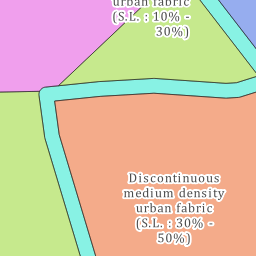 urban fabric
(S.L. : 10% -
30%)
Discontinuous
medium density
urban fabric
(S.L. : 30% -
50%)